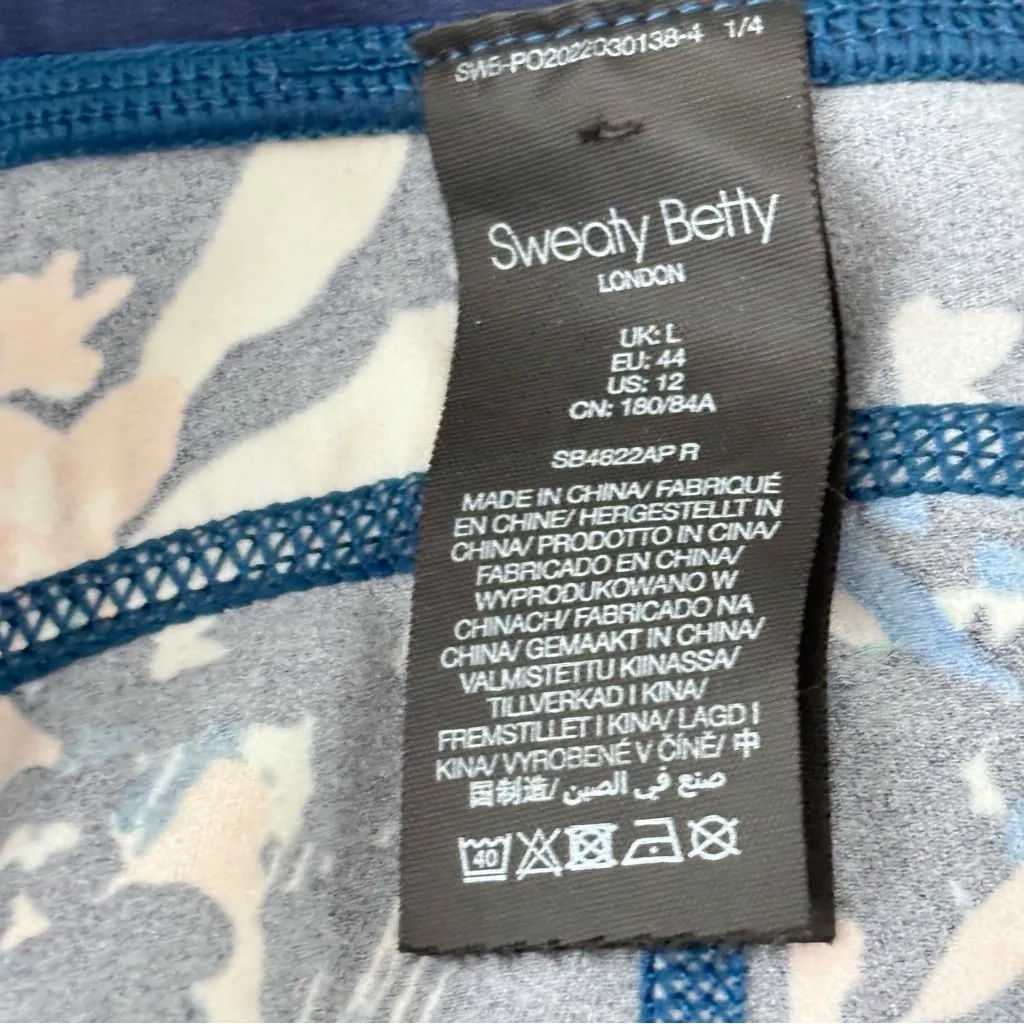 SWB-PO2022030138-4 1/4
Sweaty Betty
LONDON
UK: L
EU: 44
US: 12
CN: 180/84A
SB4622AP R
MADE IN CHINA/ FABRIQUÉ
EN CHINE/ HERGESTELLT IN
CHINA/ PRODOTTO IN CINA/
FABRICADO EN CHINA/
WYPRODUKOWANO W
CHINACH/ FABRICADO NA
CHINA/ GEMAAKT IN CHINA/
VALMISTETTU KIINASSA/
TILLVERKAD I KINA/
FREMSTILLET I KINA/ LAGD I
KINA/ VYROBENÉ V ČÍNĚ/ 中
国制造/ صنع في الصين
40